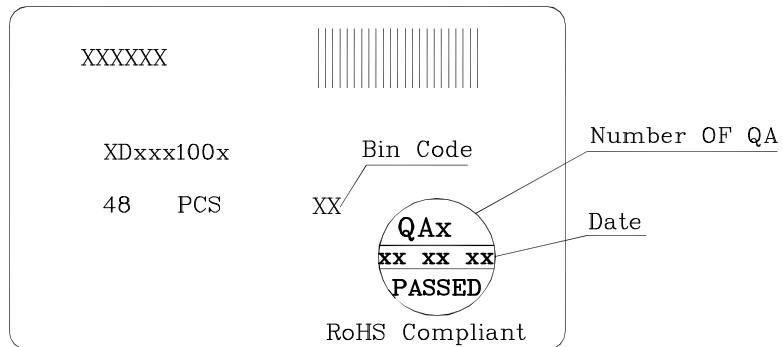 XXXXXX
XDxxx100x
Bin Code
Number OF QA
48 PCS
XX
QAx
Date
xx xx xx
PASSED
RoHS Compliant